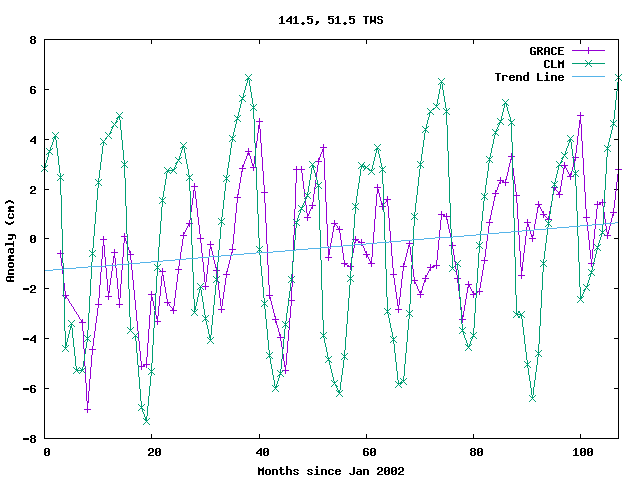 141.5, 51.5 TWS
GRACE
CLM
Trend Line
8
6
4
2
0
-2
-4
-6
-8
Anomaly (cm)
0 20 40 60 80 100
Months since Jan 2002